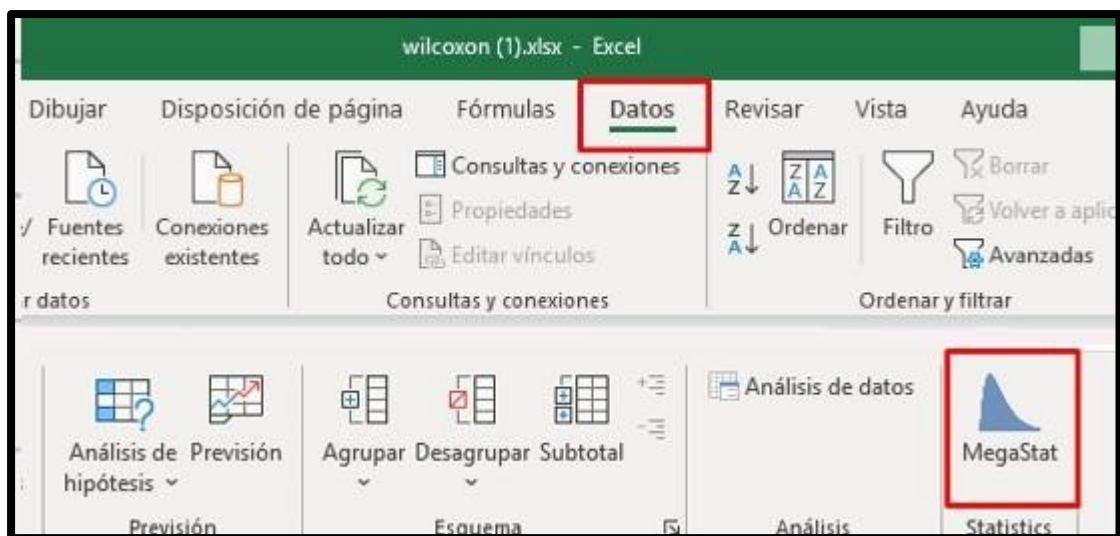 wilcoxon (1).xlsx - Excel
Dibujar Disposición de página Fórmulas Datos Revisar Vista Ayuda
Fuentes recientes
Conexiones existentes
Actualizar todo
Consultas y conexiones
Propiedades
Editar vínculos
Ordenar
Filtro
Borrar
Volver a aplic
Avanzadas
r datos
Consultas y conexiones
Ordenar y filtrar
Análisis de hipótesis
Previsión
Agrupar
Desagrupar
Subtotal
Análisis de datos
MegaStat
Previsión
Esquema
Análisis
Statistics